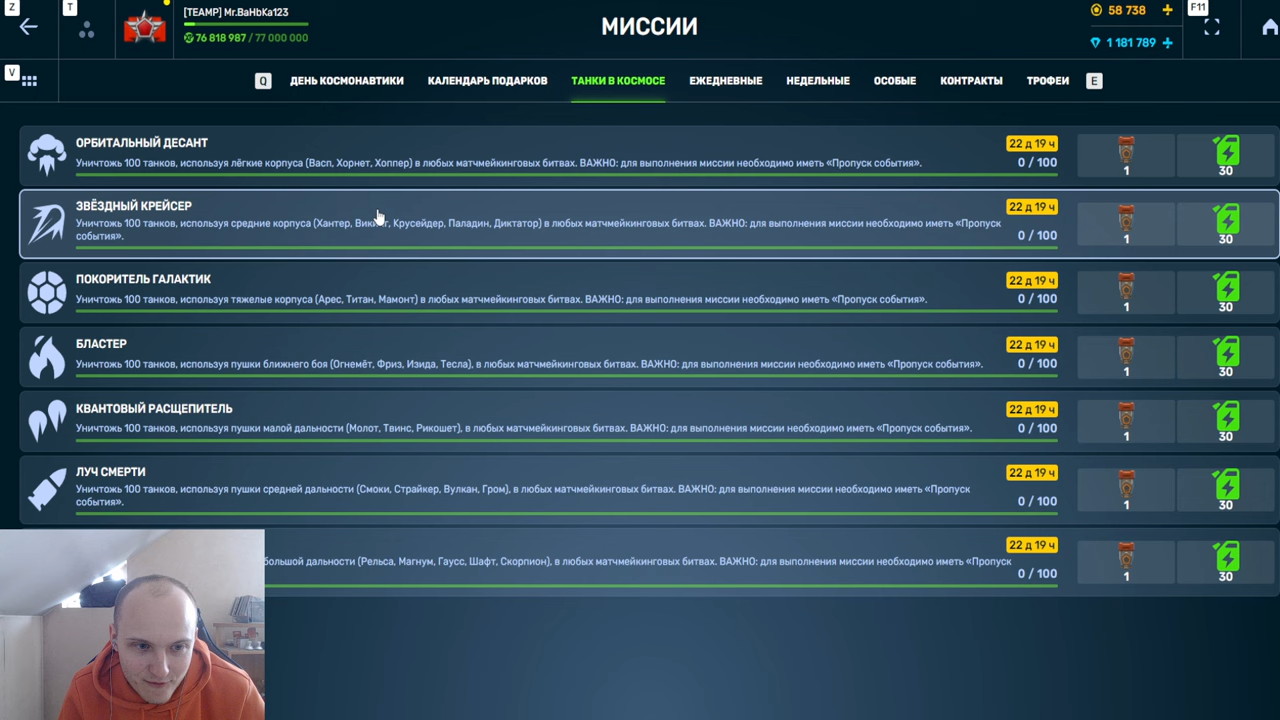 Z
T
[TEAMP] Mr.BaHbKa123
76 818 987 / 77 000 000
МИССИИ
58 738
1 181 789
F11
V
Q
ДЕНЬ КОСМОНАВТИКИ
КАЛЕНДАРЬ ПОДАРКОВ
ТАНКИ В КОСМОСЕ
ЕЖЕДНЕВНЫЕ
НЕДЕЛЬНЫЕ
ОСОБЫЕ
КОНТРАКТЫ
ТРОФЕИ
E
ОРБИТАЛЬНЫЙ ДЕСАНТ
22 д 19 ч
Уничтожь 100 танков, используя лёгкие корпуса (Васп, Хорнет, Хоппер) в любых матчмейкинговых битвах. ВАЖНО: для выполнения миссии необходимо иметь «Пропуск события».
0 / 100
1
30
ЗВЁЗДНЫЙ КРЕЙСЕР
22 д 19 ч
Уничтожь 100 танков, используя средние корпуса (Хантер, Крусейдер, Паладин, Диктатор) в любых матчмейкинговых битвах. ВАЖНО: для выполнения миссии необходимо иметь «Пропуск
события».
0 / 100
1
30
ПОКОРИТЕЛЬ ГАЛАКТИК
22 д 19 ч
Уничтожь 100 танков, используя тяжелые корпуса (Арес, Титан, Мамонт) в любых матчмейкинговых битвах. ВАЖНО: для выполнения миссии необходимо иметь «Пропуск события».
0 / 100
1
30
БЛАСТЕР
22 д 19 ч
Уничтожь 100 танков, используя пушки ближнего боя (Огнемёт, Фриз, Изида, Тесла), в любых матчмейкинговых битвах. ВАЖНО: для выполнения миссии необходимо иметь «Пропуск события».
0 / 100
1
30
КВАНТОВЫЙ РАСЩЕПИТЕЛЬ
22 д 19 ч
Уничтожь 100 танков, используя пушки малой дальности (Молот, Твинс, Рикошет), в любых матчмейкинговых битвах. ВАЖНО: для выполнения миссии необходимо иметь «Пропуск события».
0 / 100
1
30
ЛУЧ СМЕРТИ
22 д 19 ч
Уничтожь 100 танков, используя пушки средней дальности (Смоки, Страйкер, Вулкан, Гром), в любых матчмейкинговых битвах. ВАЖНО: для выполнения миссии необходимо иметь «Пропуск
события».
0 / 100
1
30
22 д 19 ч
большой дальности (Рельса, Магнум, Гаусс, Шафт, Скорпион), в любых матчмейкинговых битвах. ВАЖНО: для выполнения миссии необходимо иметь «Пропуск
0 / 100
1
30